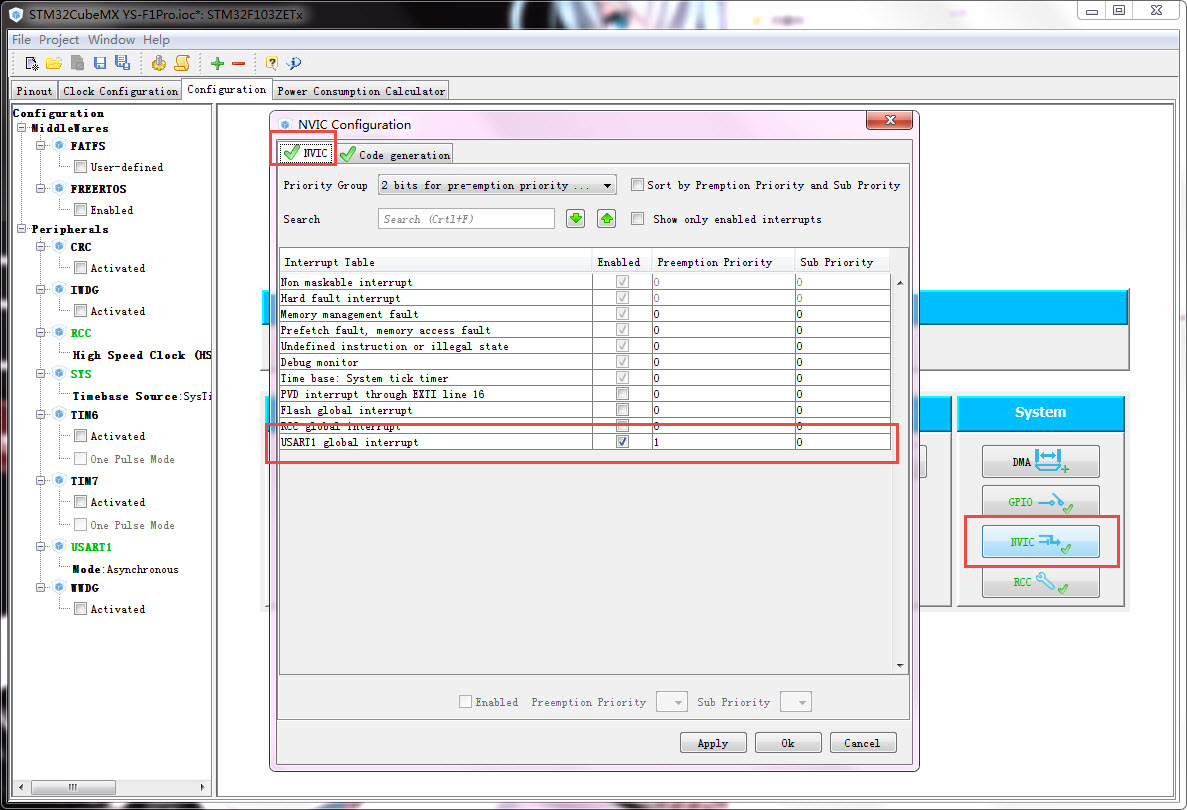 STM32CubeMX YS-F1Pro.ioc*: STM32F103ZETx
File Project Window Help
Pinout Clock Configuration Configuration Power Consumption Calculator
Configuration
MiddleWares
FATFS
User-defined
FREERTOS
Enabled
Peripherals
CRC
Activated
IWDG
Activated
RCC
High Speed Clock (HS
SYS
Timebase Source:SysTi
TIM6
Activated
One Pulse Mode
TIM7
Activated
One Pulse Mode
USART1
Mode:Asynchronous
WWDG
Activated
NVIC Configuration
NVIC Code generation
Priority Group 2 bits for pre-emption priority ... Sort by Premption Priority and Sub Prority
Search Search (Crtl+F) Show only enabled interrupts
Interrupt Table Enabled Preemption Priority Sub Priority
Non maskable interrupt 0 0
Hard fault interrupt 0 0
Memory management fault 0 0
Prefetch fault, memory access fault 0 0
Undefined instruction or illegal state 0 0
Debug monitor 0 0
Time base: System tick timer 0 0
PVD interrupt through EXTI line 16 0 0
Flash global interrupt 0 0
RCC global interrupt 0 0
USART1 global interrupt 1 0
Enabled Preemption Priority Sub Priority
Apply Ok Cancel
System
DMA
GPIO
NVIC
RCC